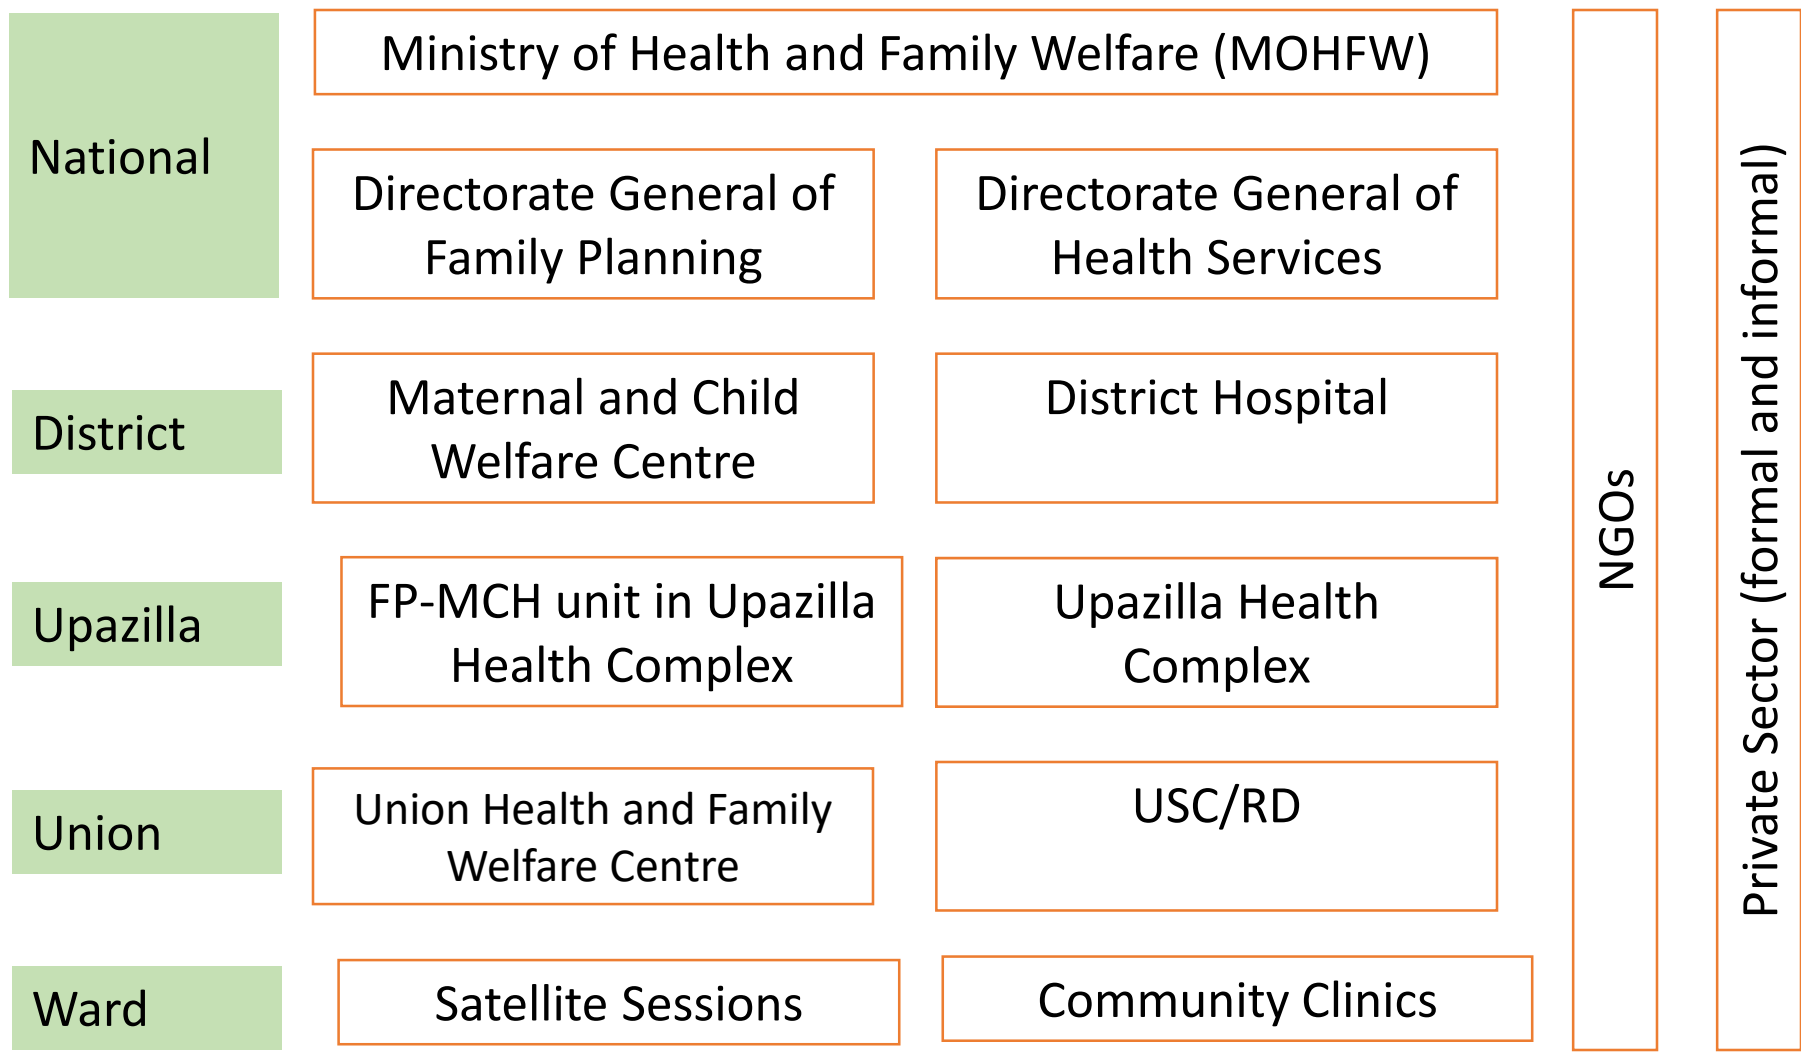 National
Ministry of Health and Family Welfare (MOHFW)
Directorate General of
Family Planning
Directorate General of
Health Services
District
Maternal and Child
Welfare Centre
District Hospital
Upazilla
FP-MCH unit in Upazilla
Health Complex
Upazilla Health
Complex
Union
Union Health and Family
Welfare Centre
USC/RD
Ward
Satellite Sessions
Community Clinics
NGOs
Private Sector (formal and informal)